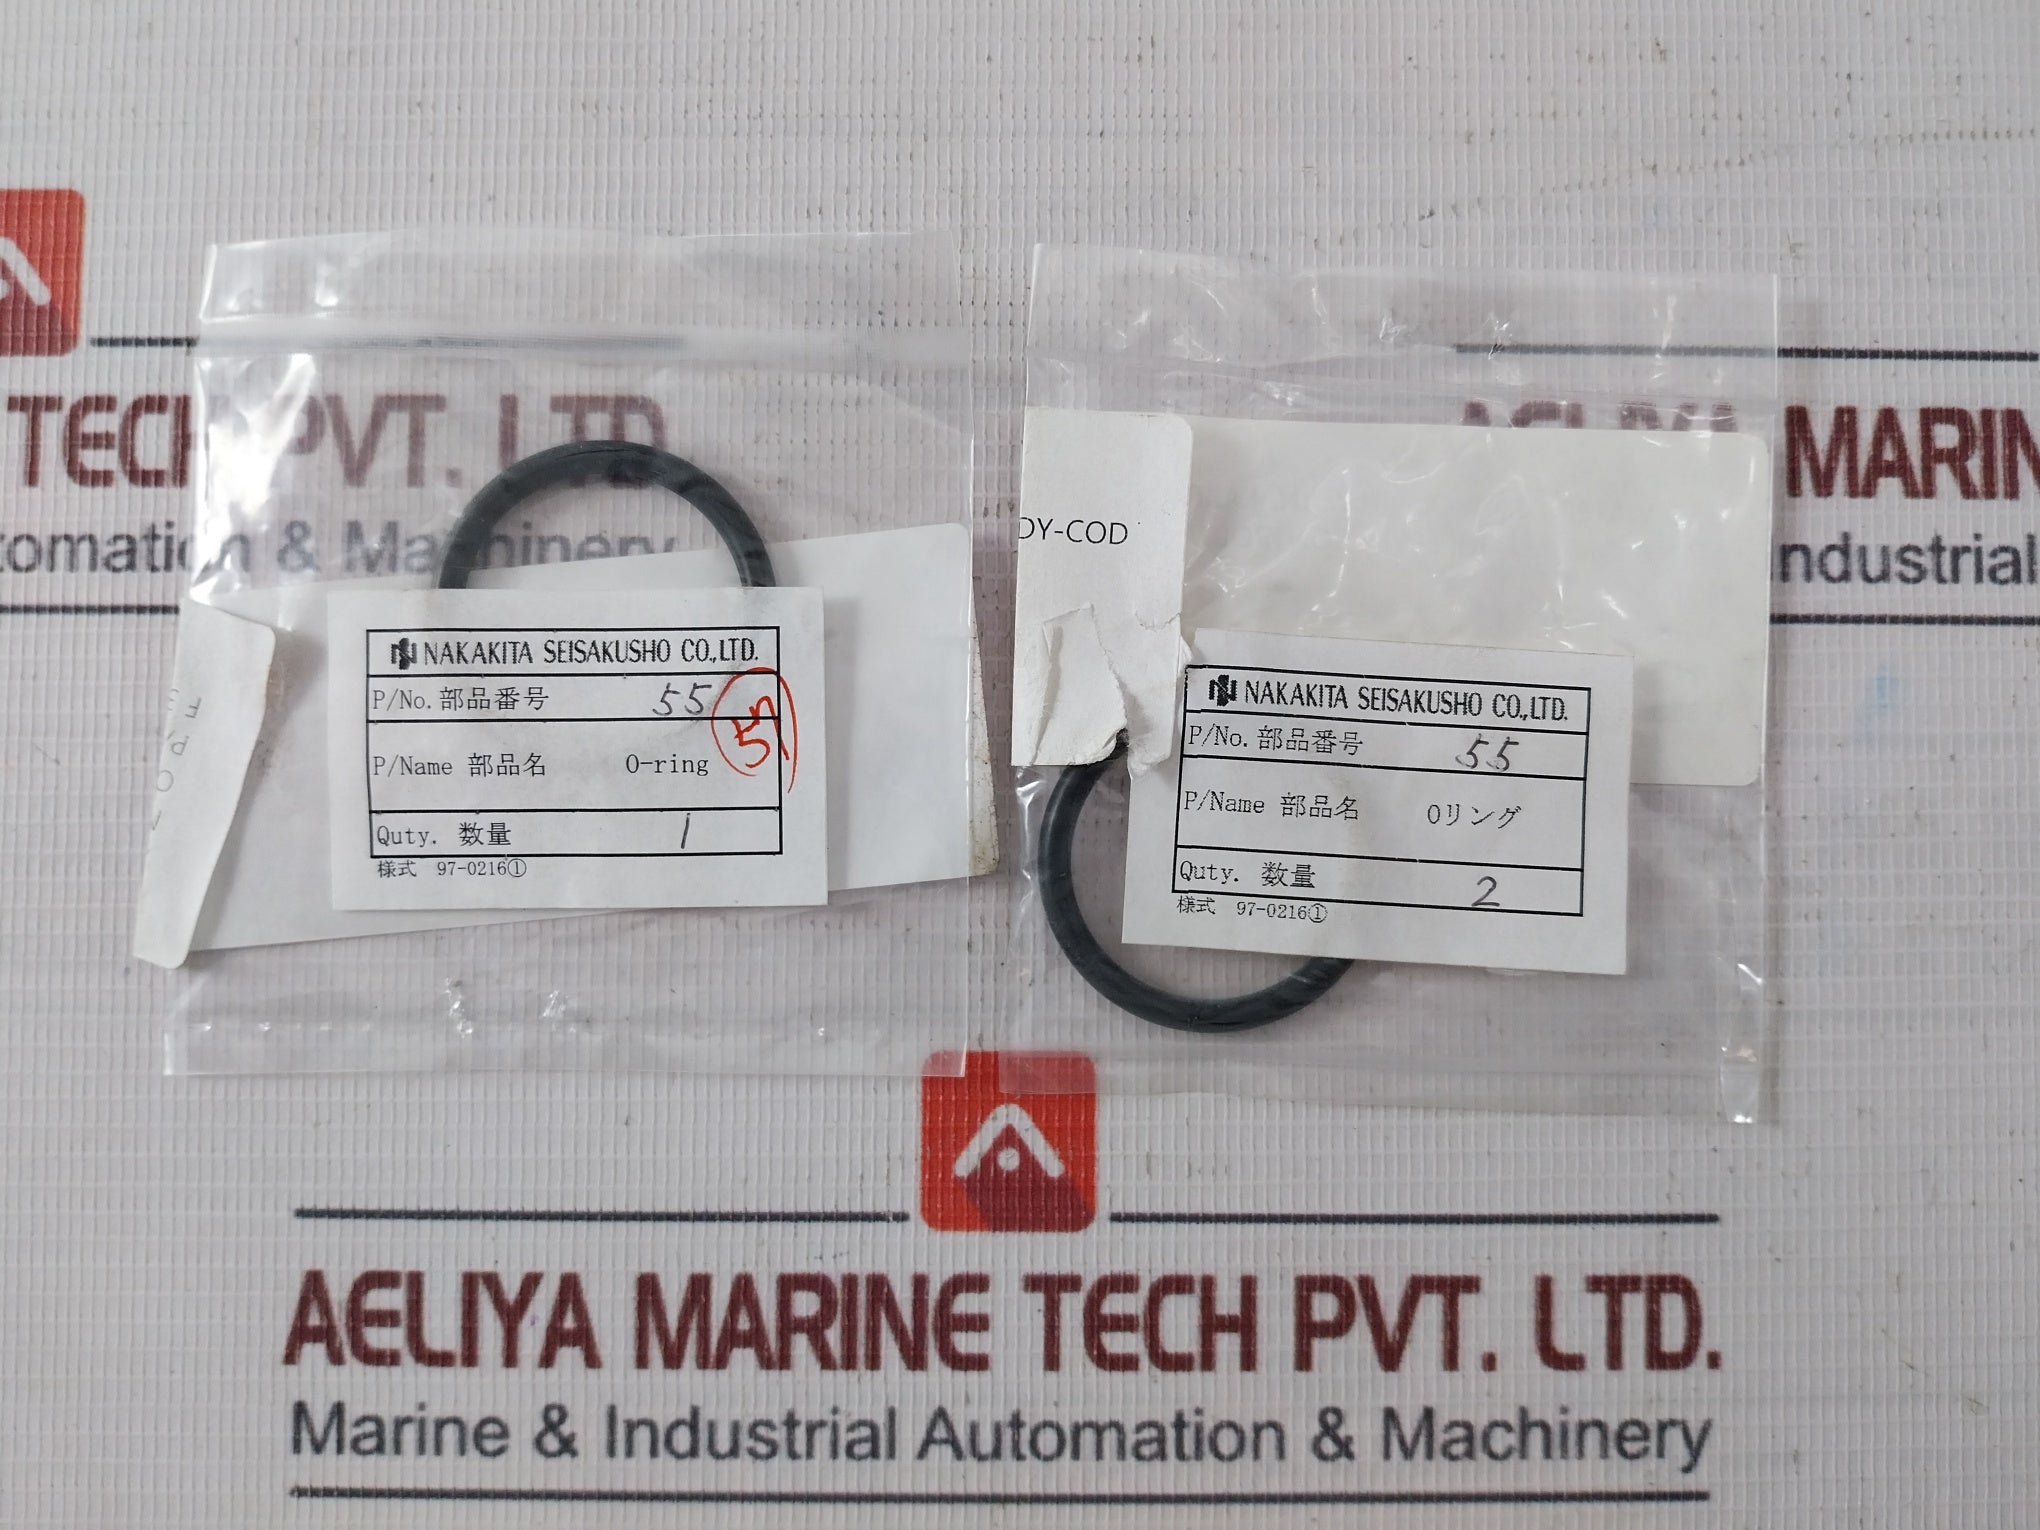 TECH PVT. LTD.
tomation & Machinery
NAKAKITA SEISAKUSHO CO.,LTD.
P/No. 部品番号 55
57
P/Name 部品名 O-ring
Quty. 数量 1
様式 97-0216①
AELIYA MARIN
ndustrial
DY-COD
NAKAKITA SEISAKUSHO CO.,LTD.
P/No. 部品番号 55
P/Name 部品名 Oリング
Quty. 数量 2
様式 97-0216①
AELIYA MARINE TECH PVT. LTD.
Marine & Industrial Automation & Machinery